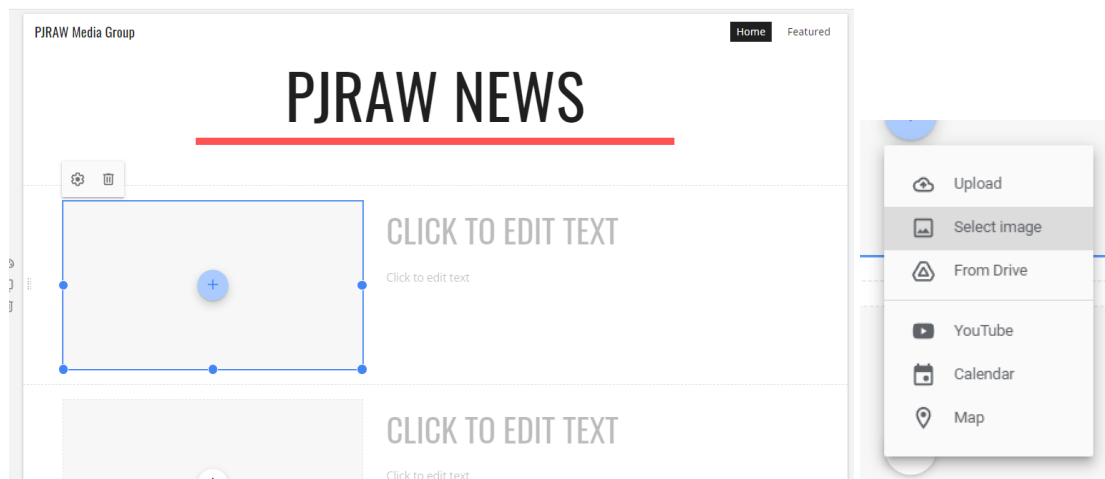 PJRAW Media Group
Home
Featured
PJRAW NEWS
CLICK TO EDIT TEXT
Click to edit text
CLICK TO EDIT TEXT
Click to edit text
Upload
Select image
From Drive
YouTube
Calendar
Map